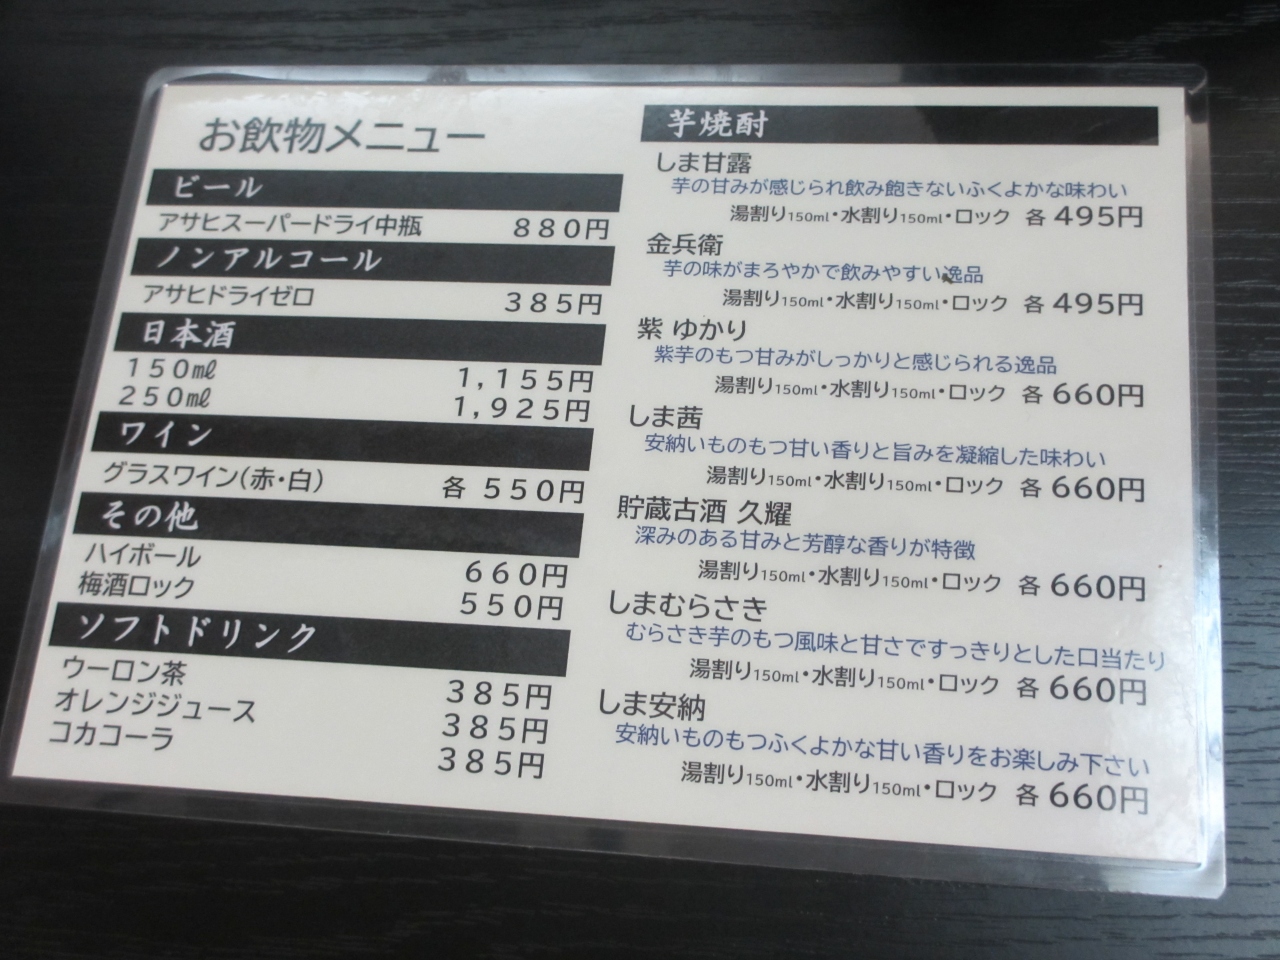 お飲物メニュー
ビール
アサヒスーパードライ中瓶 880円
ノンアルコール
アサヒドライゼロ 385円
日本酒
150㎖ 1,155円
250㎖ 1,925円
ワイン
グラスワイン(赤・白) 各 550円
その他
ハイボール 660円
梅酒ロック 550円
ソフトドリンク
ウーロン茶 385円
オレンジジュース 385円
コカコーラ 385円
芋焼酎
しま甘露
芋の甘みが感じられ飲み飽きないふくよかな味わい
湯割り150ml・水割り150ml・ロック 各 495円
金兵衛
芋の味がまろやかで飲みやすい逸品
湯割り150ml・水割り150ml・ロック 各 495円
紫 ゆかり
紫芋のもつ甘みがしっかりと感じられる逸品
湯割り150ml・水割り150ml・ロック 各 660円
しま茜
安納いものもつ甘い香りと旨みを凝縮した味わい
湯割り150ml・水割り150ml・ロック 各 660円
貯蔵古酒 久耀
深みのある甘みと芳醇な香りが特徴
湯割り150ml・水割り150ml・ロック 各 660円
しまむらさき
むらさき芋のもつ風味と甘さですっきりとした口当たり
湯割り150ml・水割り150ml・ロック 各 660円
しま安納
安納いものもつふくよかな甘い香りをお楽しみ下さい
湯割り150ml・水割り150ml・ロック 各 660円